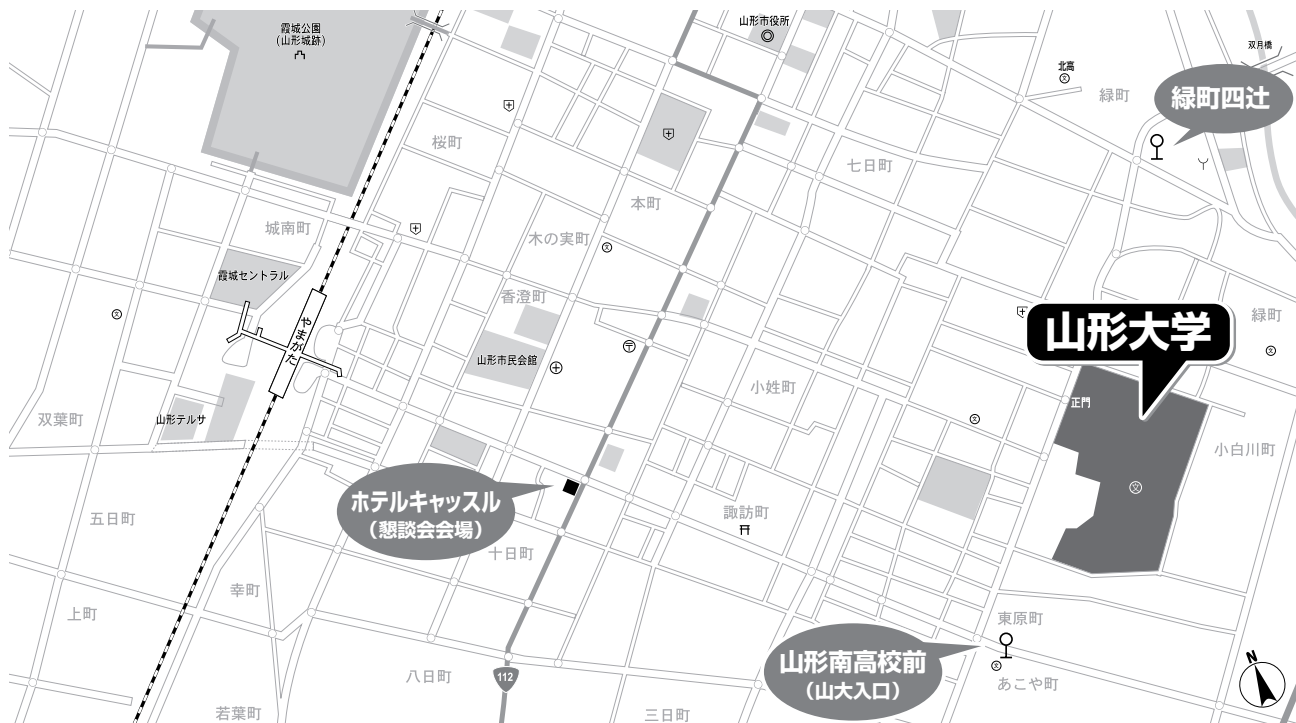 霞城公園
(山形城跡)
山形市役所
双月橋
北高
緑町
緑町四辻
桜町
七日町
本町
城南町
木の実町
霞城セントラル
香澄町
やまがた
山形大学
緑町
山形市民会館
小姓町
正門
双葉町
山形テルサ
小白川町
ホテルキャッスル
(懇談会会場)
諏訪町
五日町
十日町
幸町
上町
東原町
山形南高校前
(山大入口)
あこや町
八日町
112
若葉町
三日町
N